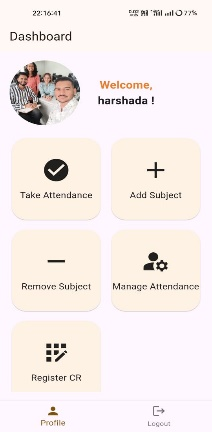 22:16:41
77%
Dashboard
Welcome,
harshada !
Take Attendance
Add Subject
Remove Subject
Manage Attendance
Register CR
Profile
Logout